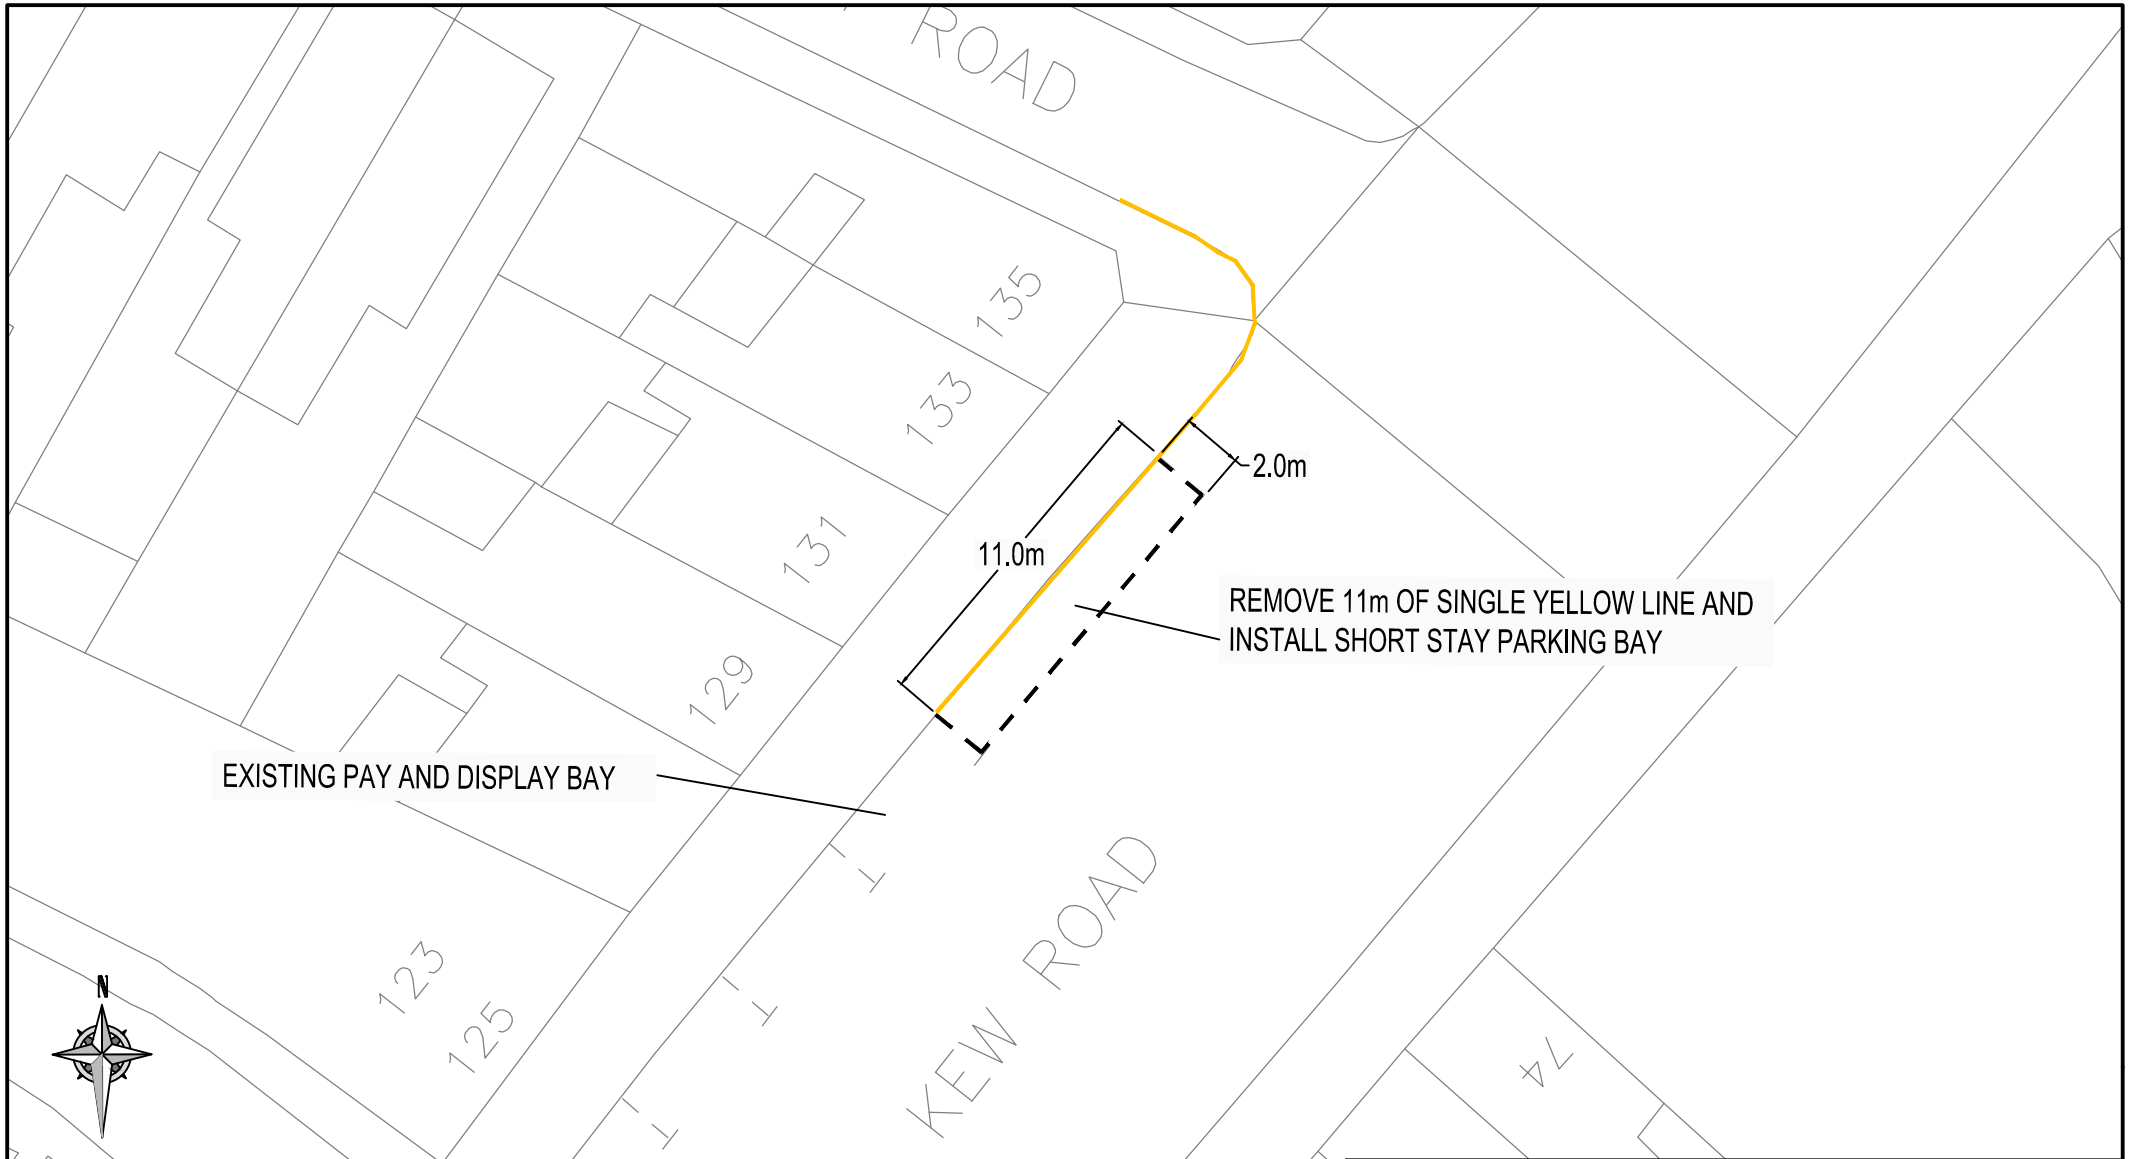 ROAD
135
133
2.0m
11.0m
131
REMOVE 11m OF SINGLE YELLOW LINE AND
INSTALL SHORT STAY PARKING BAY
129
EXISTING PAY AND DISPLAY BAY
KEW ROAD
123
125
N
74